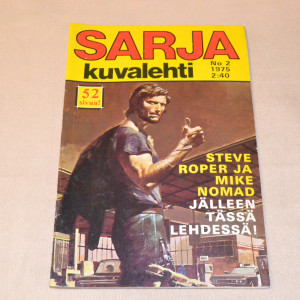 SARJA
kuvalehti
No 2
1975
2:40
52
sivua!
STEVE
ROPER JA
MIKE
NOMAD
JÄLLEEN
TÄSSÄ
LEHDESSÄ!